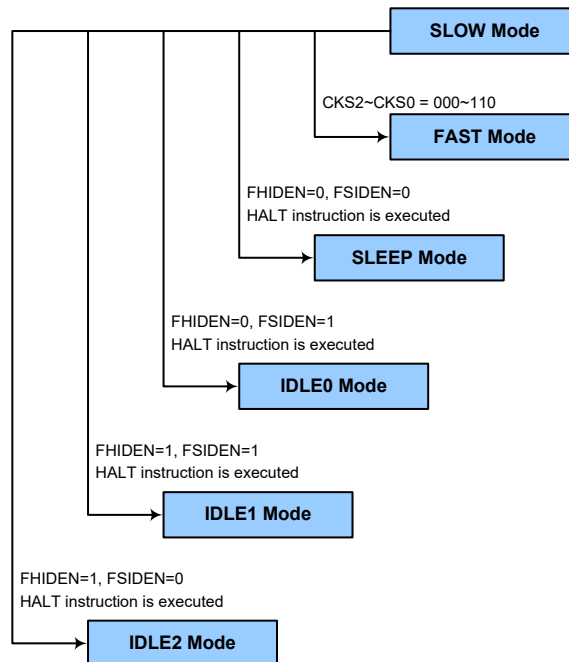 SLOW Mode
CKS2~CKS0 = 000~110
FAST Mode
FHIDEN=0, FSIDEN=0
HALT instruction is executed
SLEEP Mode
FHIDEN=0, FSIDEN=1
HALT instruction is executed
IDLE0 Mode
FHIDEN=1, FSIDEN=1
HALT instruction is executed
IDLE1 Mode
FHIDEN=1, FSIDEN=0
HALT instruction is executed
IDLE2 Mode